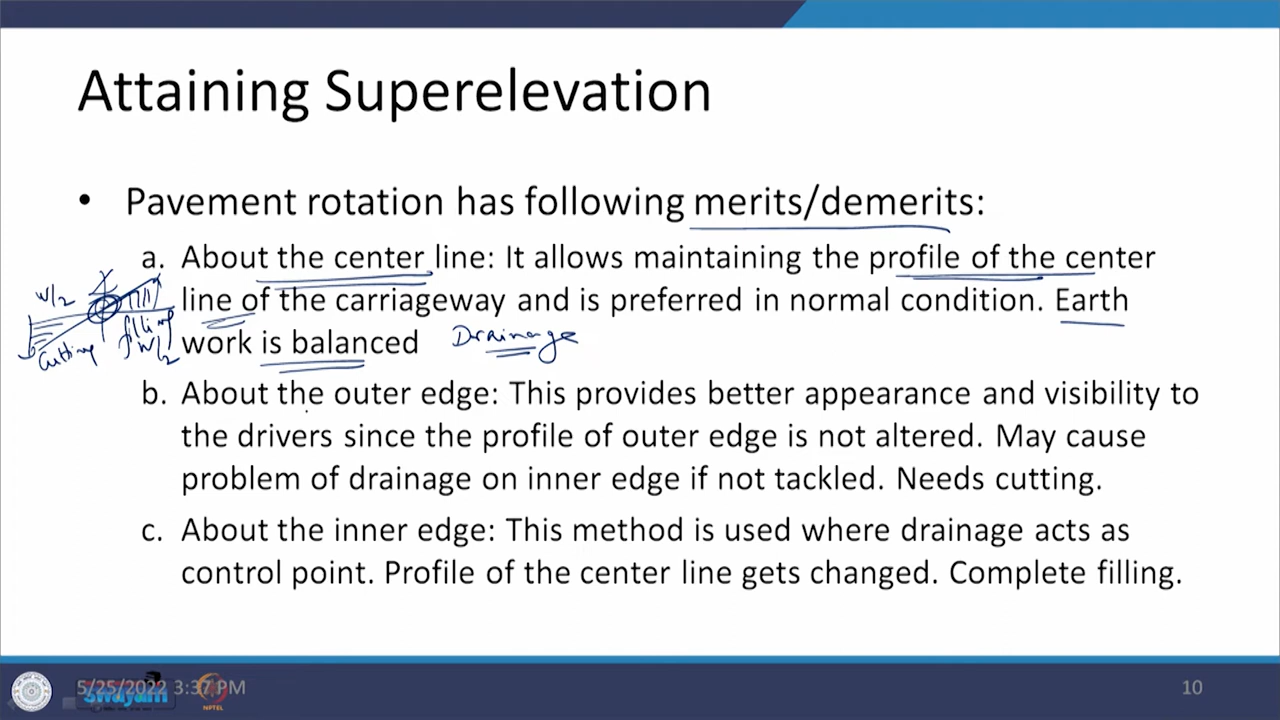 Attaining Superelevation
• Pavement rotation has following merits/demerits:
a. About the center line: It allows maintaining the profile of the center
line of the carriageway and is preferred in normal condition. Earth
work is balanced Drainage
W/2
filling
cutting W/2
b. About the outer edge: This provides better appearance and visibility to
the drivers since the profile of outer edge is not altered. May cause
problem of drainage on inner edge if not tackled. Needs cutting.
c. About the inner edge: This method is used where drainage acts as
control point. Profile of the center line gets changed. Complete filling.
5/25/2022 3:37 PM
swayam
NPTEL
10